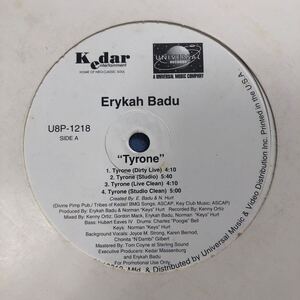 Kedar
entertainment
HOME OF NEO-CLASSIC SOUL
UNIVERSAL
RECORDS
A UNIVERSAL MUSIC COMPANY
Erykah Badu
U8P-1218
SIDE A
"Tyrone"
1. Tyrone (Dirty Live) 4:10
2. Tyrone (Studio) 5:40
3. Tyrone (Live Clean) 4:10
4. Tyrone (Studio Clean) 5:00
Created by E. Badu & N. Hurt
(Divine Pimp Pub./ Tribes of Kedar/ BMG Songs, ASCAP, Key Club Music, ASCAP)
Produced By: Erykah Badu & Norman "Keys" Hurt. Recorded By: Kenny Ortiz
Mixed By: Kenny Ortiz, Gordon Mack, Erykah Badu, Norman "Keys" Hurt
Bass: Hubert Eaves IV Drums: Charles "Poogie" Bell
Keys: Norman "Keys" Hurt
Background Vocals: Joyce M. Strong, Karen Bernod,
Chonta "N'Dambi" Gilbert
Mastered By: Tom Coyne at Sterling Sound
Executive Producers: Kedar Massenburg
and Erykah Badu
For Promotional Use Only.
Mfd. & Distributed by Universal Music & Video Distribution Inc. Printed in the U.S.A.